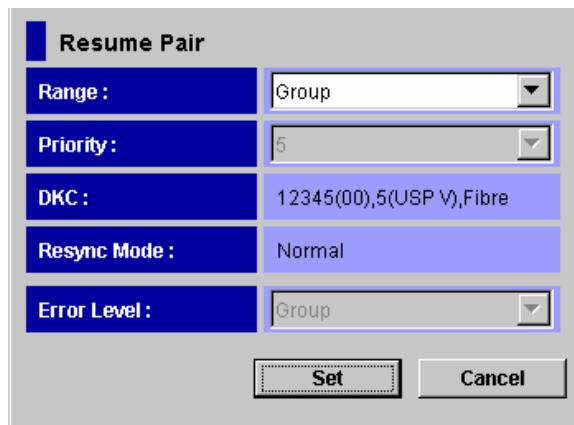 Resume Pair
Range : Group
Priority : 5
DKC : 12345(00),5(USP V),Fibre
Resync Mode : Normal
Error Level : Group
Set Cancel